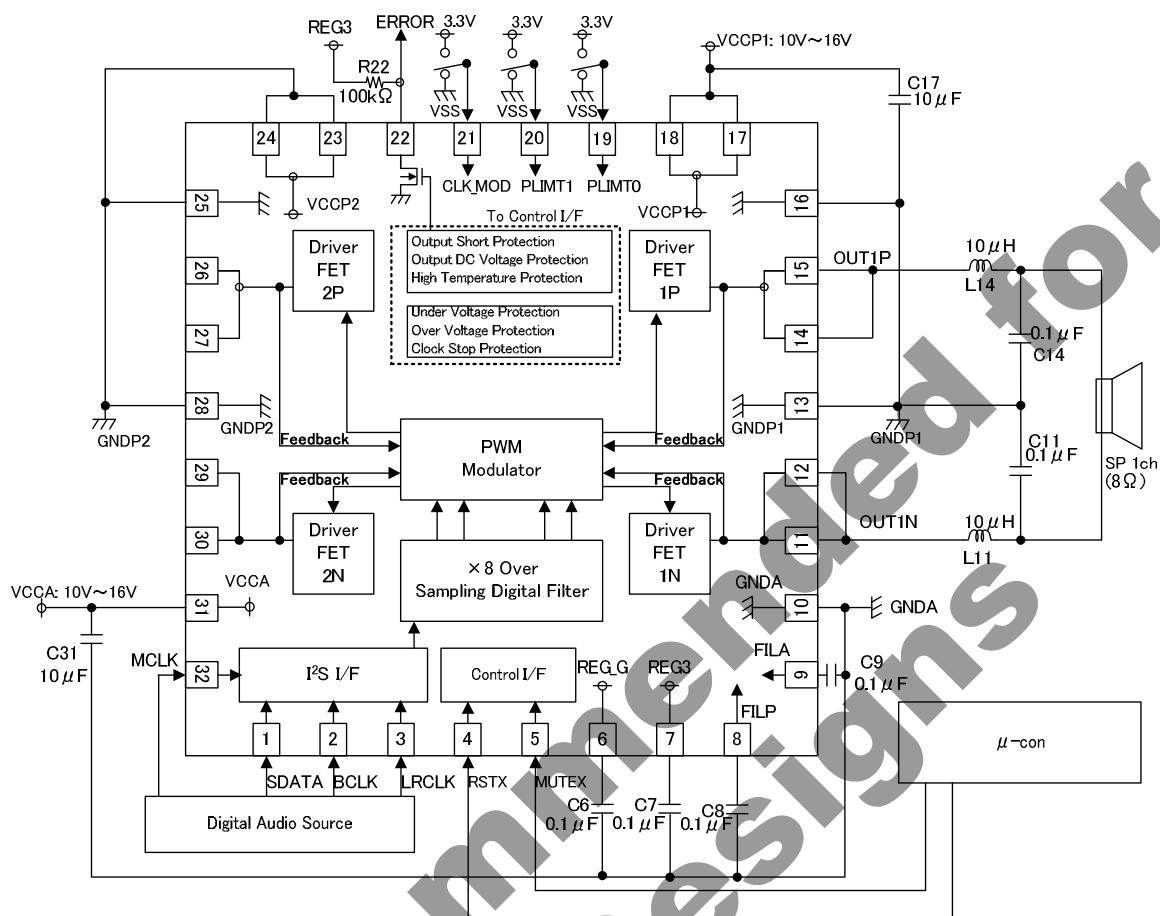 REG3
ERROR
3.3V
3.3V
3.3V
VCCP1: 10V~16V
R22
100kΩ
VSS
VSS
VSS
C17
10μF
24
23
22
21
20
19
18
17
CLK_MOD
PLIMT1
PLIMT0
VCCP2
VCCP1
25
16
To Control I/F
Output Short Protection
Output DC Voltage Protection
High Temperature Protection
Under Voltage Protection
Over Voltage Protection
Clock Stop Protection
Driver
FET
2P
Driver
FET
1P
26
27
15
14
OUT1P
10μH
L14
0.1μF
C14
28
GNDP2
GNDP2
13
GNDP1
GNDP1
Feedback
Feedback
PWM
Modulator
C11
0.1μF
SP 1ch
(8Ω)
29
30
Feedback
Feedback
12
11
OUT1N
10μH
L11
Driver
FET
2N
Driver
FET
1N
×8 Over
Sampling Digital Filter
VCCA: 10V~16V
VCCA
31
GNDA
10
GNDA
C31
10μF
MCLK
32
I²S I/F
Control I/F
REG_G
REG3
FILA
9
C9
0.1μF
FILP
1
2
3
4
5
6
7
8
μ-con
SDATA
BCLK
LRCLK
RSTX
MUTEX
Digital Audio Source
C6
0.1μF
C7
0.1μF
C8
0.1μF
mmended for
esigns